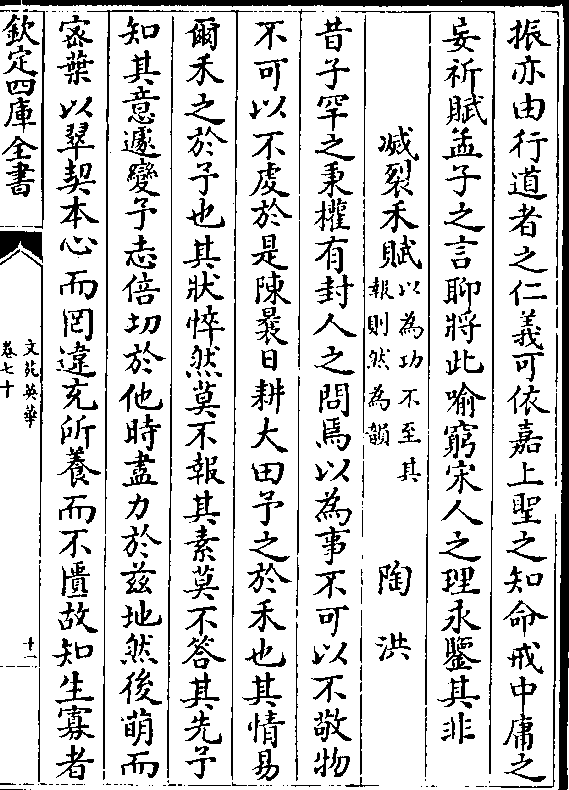 振亦由行道者之仁義可依嘉上聖之知命戒中庸之
妄祈賦孟子之言聊將此喻窮宋人之理永鑒其非
滅裂禾賦以為功不至其報則然為韻 陶洪
昔子罕之秉權有封人之問焉以為事不可以不敬物
不可以不虔於是陳曩日耕大田予之於禾也其情易
爾禾之於予也其狀悴然莫不報其素莫不答其先予
知其意遽變予志倍切於他時盡力於茲地然後萌而
密葉以翠契本心而罔違充所養而不匱故知生寡者
欽定四庫全書
文苑英華
卷七十
十一